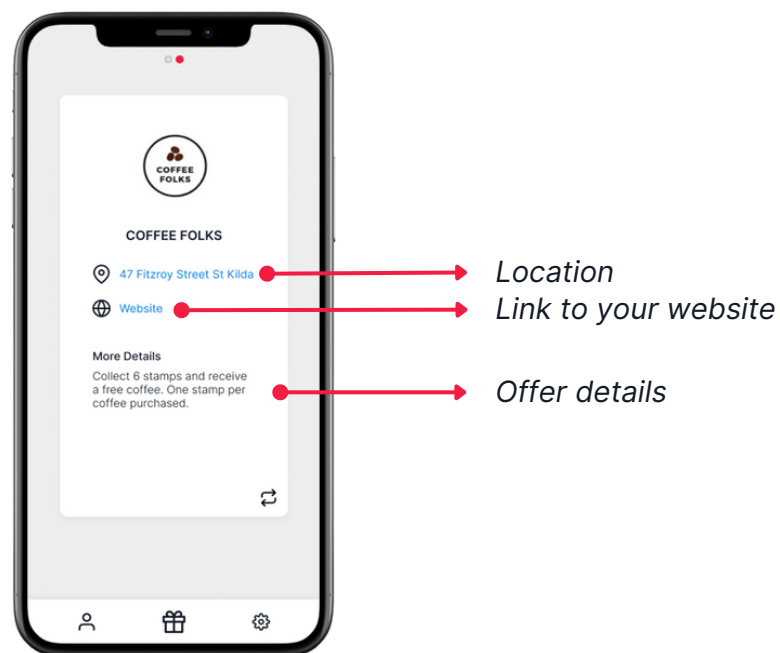 COFFEE
FOLKS
COFFEE FOLKS
47 Fitzroy Street St Kilda
Location
Website
Link to your website
More Details
Collect 6 stamps and receive
a free coffee. One stamp per
coffee purchased.
Offer details